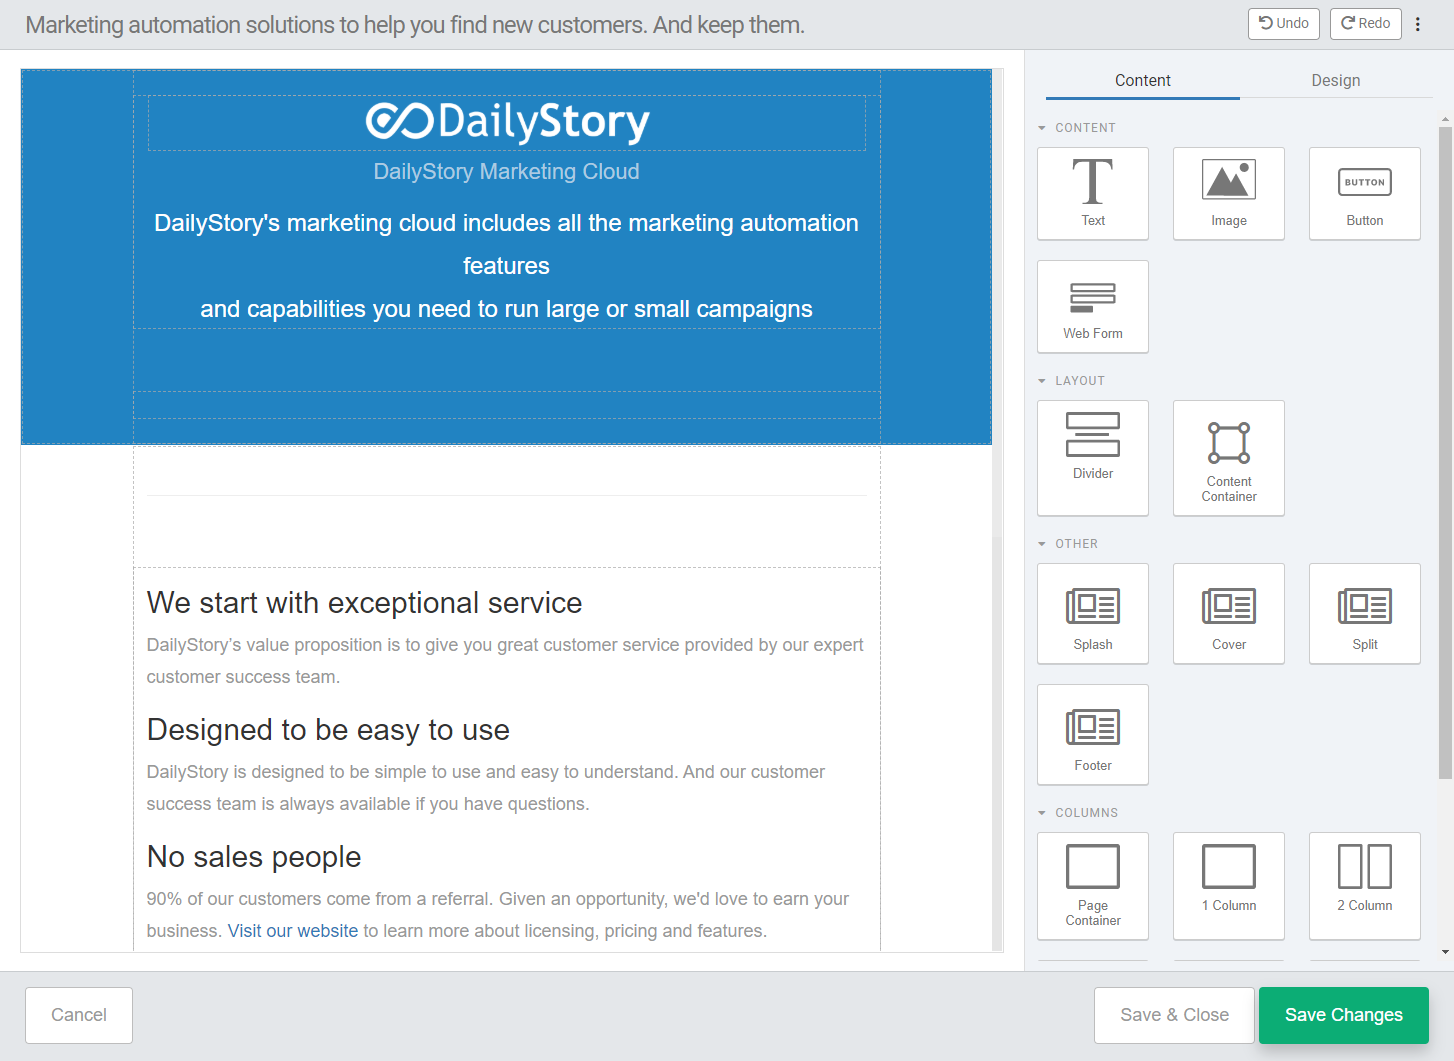 Marketing automation solutions to help you find new customers. And keep them.
Undo
Redo
DailyStory
DailyStory Marketing Cloud
DailyStory's marketing cloud includes all the marketing automation
features
and capabilities you need to run large or small campaigns
We start with exceptional service
DailyStory’s value proposition is to give you great customer service provided by our expert
customer success team.
Designed to be easy to use
DailyStory is designed to be simple to use and easy to understand. And our customer
success team is always available if you have questions.
No sales people
90% of our customers come from a referral. Given an opportunity, we'd love to earn your
business. Visit our website to learn more about licensing, pricing and features.
Content
Design
CONTENT
Text
Image
BUTTON
Button
Web Form
LAYOUT
Divider
Content
Container
OTHER
Splash
Cover
Split
Footer
COLUMNS
Page
Container
1 Column
2 Column
Cancel
Save & Close
Save Changes